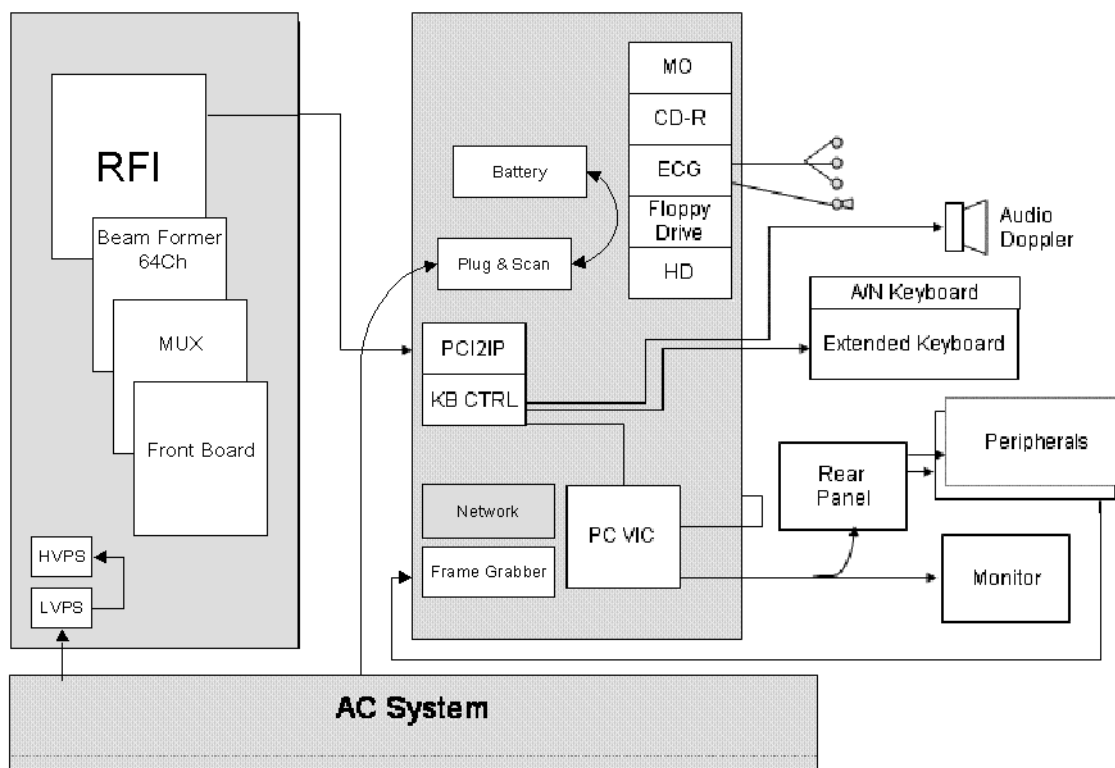 RFI
Beam Former
64Ch
MUX
Front Board
HVPS
LVPS
MO
CD-R
ECG
Floppy
Drive
HD
Battery
Plug & Scan
PCI2IP
KB CTRL
Network
Frame Grabber
PC VIC
Audio
Doppler
A/N Keyboard
Extended Keyboard
Peripherals
Rear
Panel
Monitor
AC System